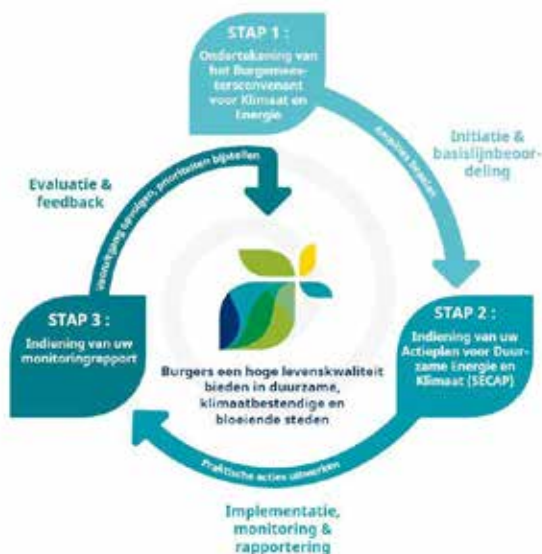 STAP 1 :
Ondertekening van
het Burgemees-
tersconvenant
voor Klimaat en
Energie
Ambities bepalen
Initiatie &
basislijnbeoor-
deling
STAP 2 :
Indiening van uw
Actieplan voor Duur-
zame Energie en
Klimaat (SECAP)
Praktische acties uitwerken
Implementatie,
monitoring &
rapportering
STAP 3 :
Indiening van uw
monitoringrapport
vooruitgang opvolgen, prioriteiten bijstellen
Evaluatie &
feedback
Burgers een hoge levenskwaliteit
bieden in duurzame,
klimaatbestendige en
bloeiende steden